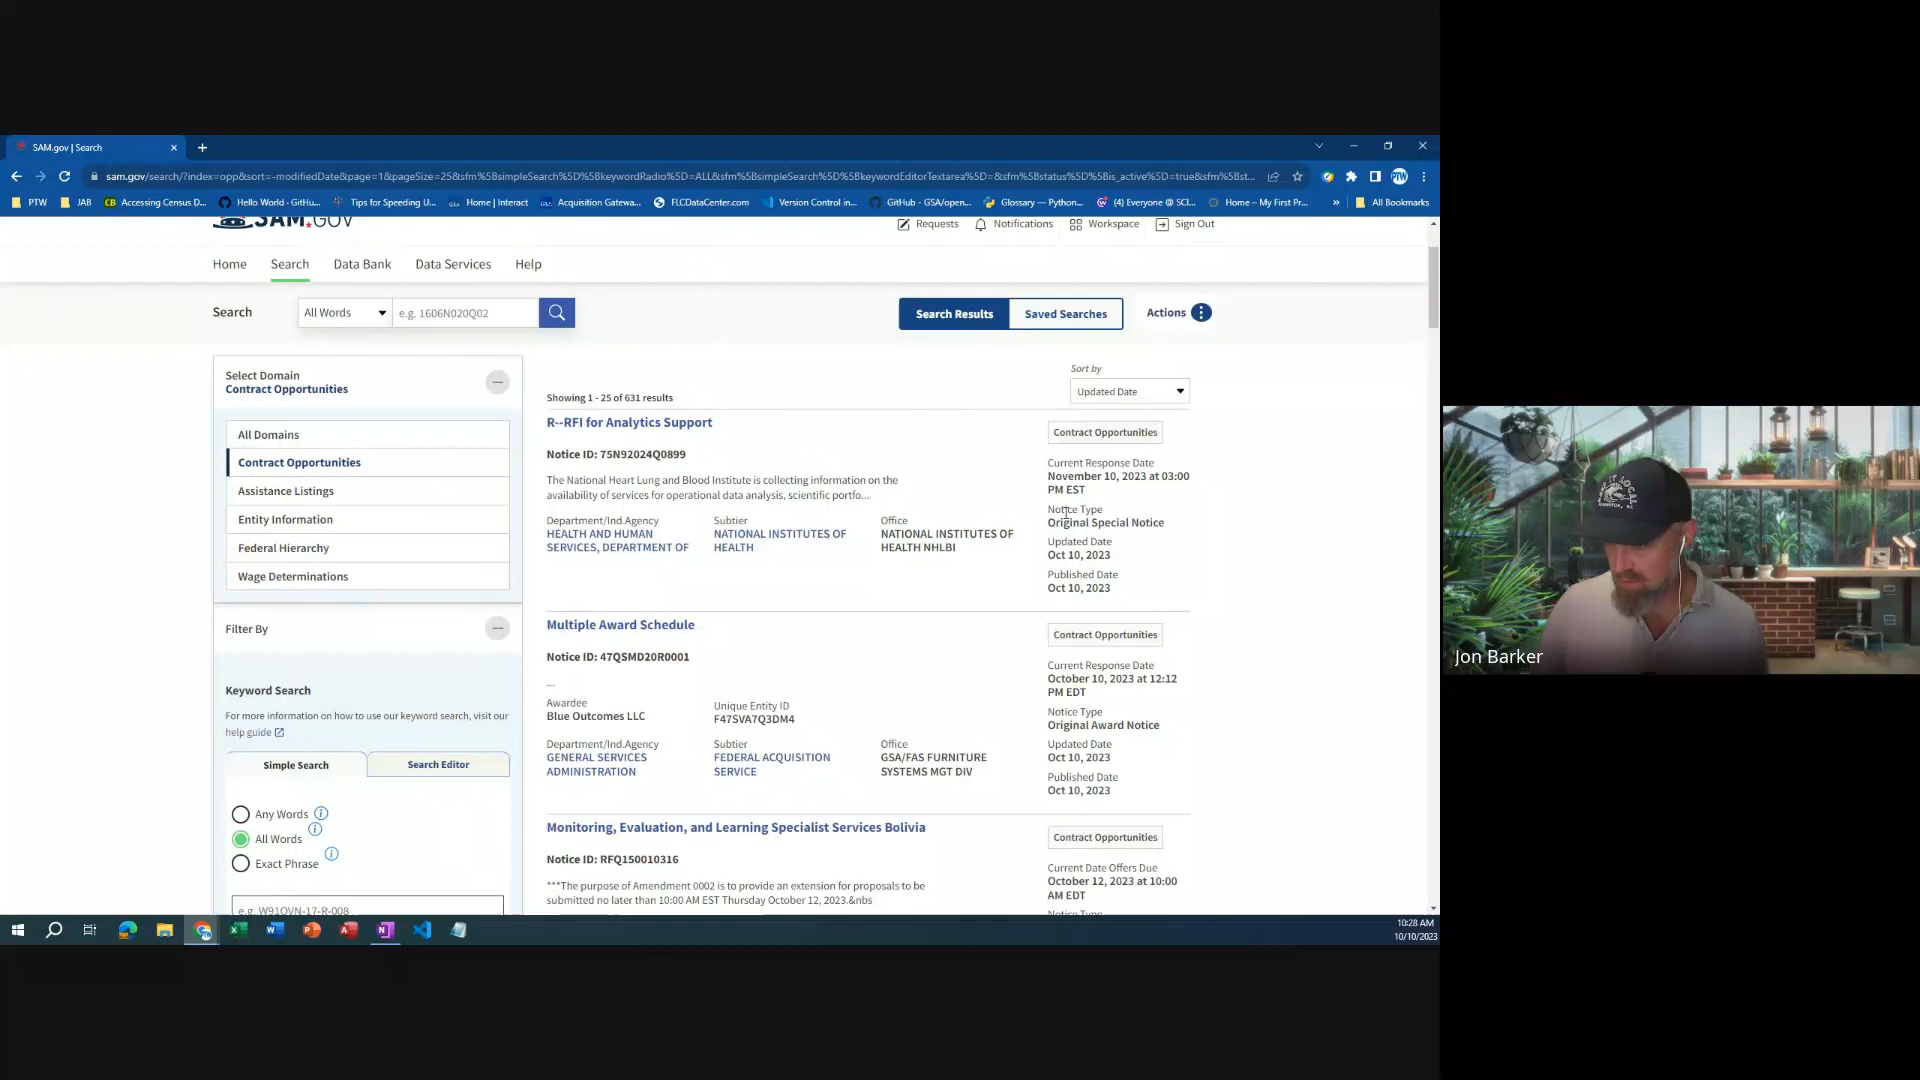 SAM.gov | Search
sam.gov/search/?index=opp&sort=-modifiedDate&page=1&pageSize=25&sfm%5BsimpleSearch%5D%5BkeywordRadio%5D=ALL&sfm%5BsimpleSearch%5D%5BkeywordEditorTextarea%5D=&sfm%5Bstatus%5D%5Bis_active%5D=true&sfm%5Bst...
PTW JAB Accessing Census D... Hello World · GitHu... Tips for Speeding U... Home | Interact Acquisition Gatewa... FLCDataCenter.com Version Control in... GitHub - GSA/open... Glossary — Python... (4) Everyone @ SCI... Home – My First Pr... » All Bookmarks
SAM.GOV
Requests Notifications Workspace Sign Out
Home Search Data Bank Data Services Help
Search All Words e.g. 1606N020Q02 Search Results Saved Searches Actions
Select Domain
Contract Opportunities
All Domains
Contract Opportunities
Assistance Listings
Entity Information
Federal Hierarchy
Wage Determinations
Filter By
Keyword Search
For more information on how to use our keyword search, visit our
help guide
Simple Search Search Editor
Any Words
All Words
Exact Phrase
e.g. W91QVN-17-R-008
Sort by
Updated Date
Showing 1 - 25 of 631 results
R--RFI for Analytics Support
Notice ID: 75N92024Q0899
The National Heart Lung and Blood Institute is collecting information on the
availability of services for operational data analysis, scientific portfo...
Department/Ind.Agency
HEALTH AND HUMAN
SERVICES, DEPARTMENT OF
Subtier
NATIONAL INSTITUTES OF
HEALTH
Office
NATIONAL INSTITUTES OF
HEALTH NHLBI
Contract Opportunities
Current Response Date
November 10, 2023 at 03:00
PM EST
Notice Type
Original Special Notice
Updated Date
Oct 10, 2023
Published Date
Oct 10, 2023
Multiple Award Schedule
Notice ID: 47QSMD20R0001
...
Awardee
Blue Outcomes LLC
Unique Entity ID
F47SVA7Q3DM4
Department/Ind.Agency
GENERAL SERVICES
ADMINISTRATION
Subtier
FEDERAL ACQUISITION
SERVICE
Office
GSA/FAS FURNITURE
SYSTEMS MGT DIV
Contract Opportunities
Current Response Date
October 10, 2023 at 12:12
PM EDT
Notice Type
Original Award Notice
Updated Date
Oct 10, 2023
Published Date
Oct 10, 2023
Monitoring, Evaluation, and Learning Specialist Services Bolivia
Notice ID: RFQ150010316
***The purpose of Amendment 0002 is to provide an extension for proposals to be
submitted no later than 10:00 AM EST Thursday October 12, 2023.&nbs
Contract Opportunities
Current Date Offers Due
October 12, 2023 at 10:00
AM EDT
Notice Type
10:28 AM
10/10/2023
Jon Barker